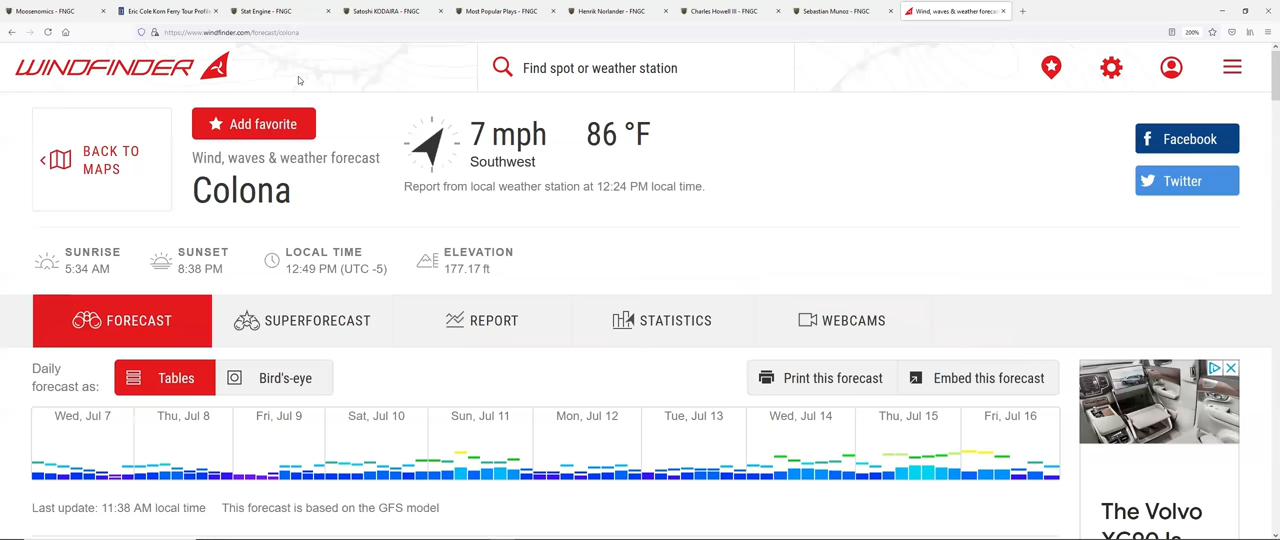 Moosenomics - FNGC
Eric Cole Korn Ferry Tour Profile
Stat Engine - FNGC
Satoshi KODAIRA - FNGC
Most Popular Plays - FNGC
Henrik Norlander - FNGC
Charles Howell III - FNGC
Sebastian Munoz - FNGC
Wind, waves & weather forecast
https://www.windfinder.com/forecast/colona
200%
WINDFINDER
Find spot or weather station
BACK TO
MAPS
Add favorite
Wind, waves & weather forecast
Colona
7 mph 86 °F
Southwest
Report from local weather station at 12:24 PM local time.
Facebook
Twitter
SUNRISE
5:34 AM
SUNSET
8:38 PM
LOCAL TIME
12:49 PM (UTC -5)
ELEVATION
177.17 ft
FORECAST
SUPERFORECAST
REPORT
STATISTICS
WEBCAMS
Daily
forecast as:
Tables
Bird's-eye
Print this forecast
Embed this forecast
Wed, Jul 7
Thu, Jul 8
Fri, Jul 9
Sat, Jul 10
Sun, Jul 11
Mon, Jul 12
Tue, Jul 13
Wed, Jul 14
Thu, Jul 15
Fri, Jul 16
Last update: 11:38 AM local time
This forecast is based on the GFS model
The Volvo
XC90 Is